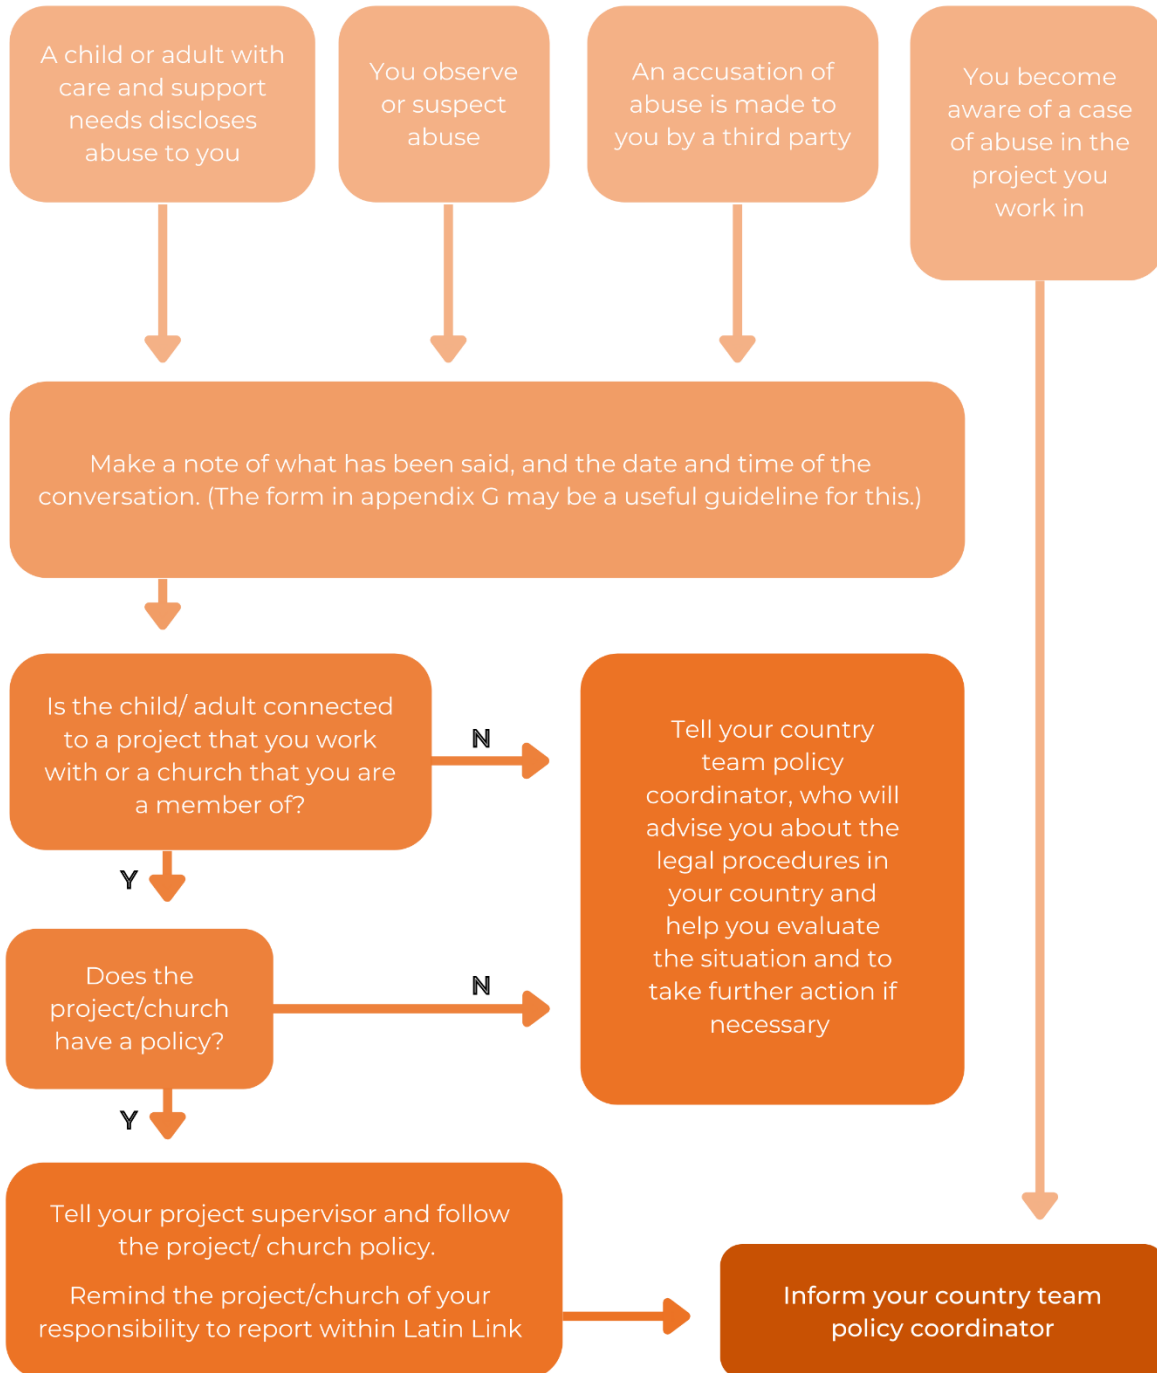 A child or adult with
care and support
needs discloses
abuse to you
You observe
or suspect
abuse
An accusation of
abuse is made to
you by a third party
You become
aware of a case
of abuse in the
project you
work in
Make a note of what has been said, and the date and time of the
conversation. (The form in appendix G may be a useful guideline for this.)
Is the child/ adult connected
to a project that you work
with or a church that you are
a member of?
N
Tell your country
team policy
coordinator, who will
advise you about the
legal procedures in
your country and
help you evaluate
the situation and to
take further action if
necessary
Y
Does the
project/church
have a policy?
N
Y
Tell your project supervisor and follow
the project/ church policy.
Remind the project/church of your
responsibility to report within Latin Link
Inform your country team
policy coordinator